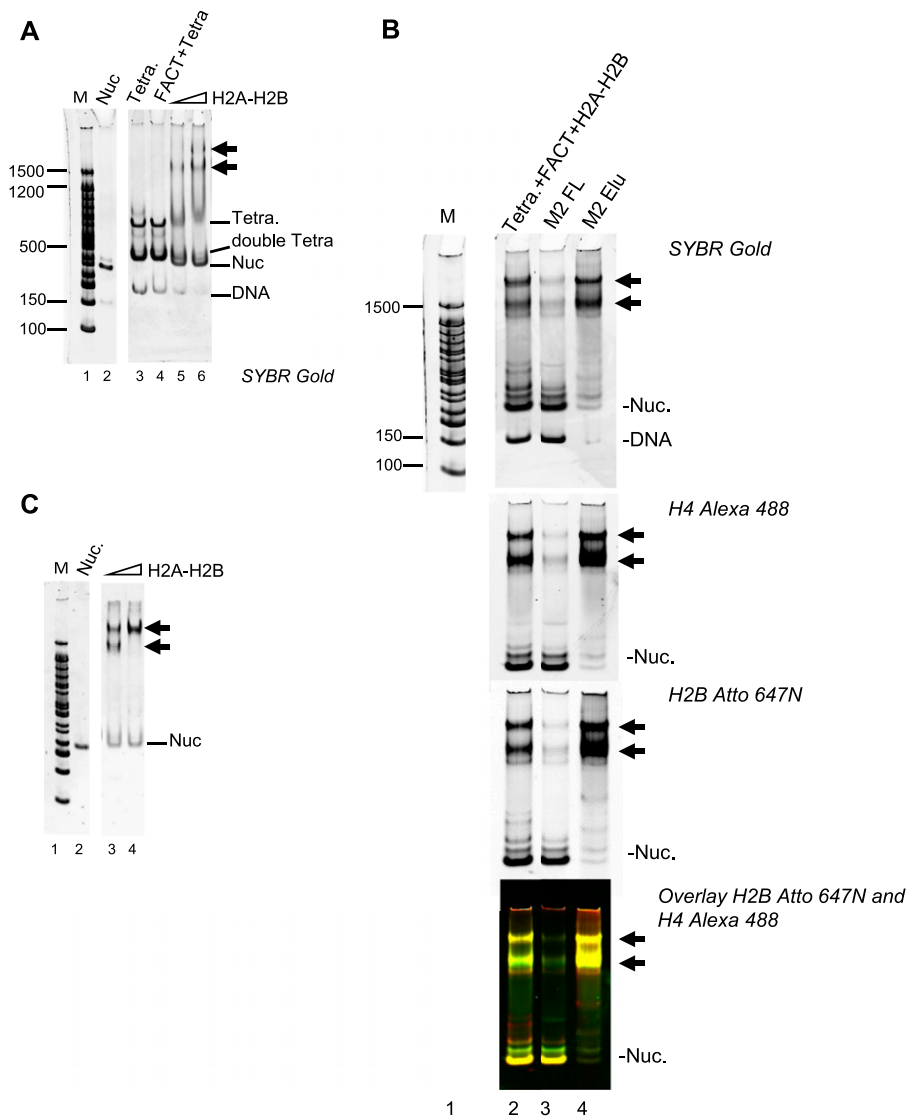 A
M
Nuc
Tetra.
FACT+Tetra
H2A-H2B
1500
1200
500
150
100
Tetra.
double Tetra
Nuc
DNA
1 2 3 4 5 6
SYBR Gold
B
M
Tetra.+FACT+H2A-H2B
M2 FL
M2 Elu
SYBR Gold
1500
150
100
-Nuc.
-DNA
H4 Alexa 488
-Nuc.
H2B Atto 647N
-Nuc.
Overlay H2B Atto 647N and
H4 Alexa 488
-Nuc.
1 2 3 4
C
M
Nuc.
H2A-H2B
Nuc
1 2 3 4